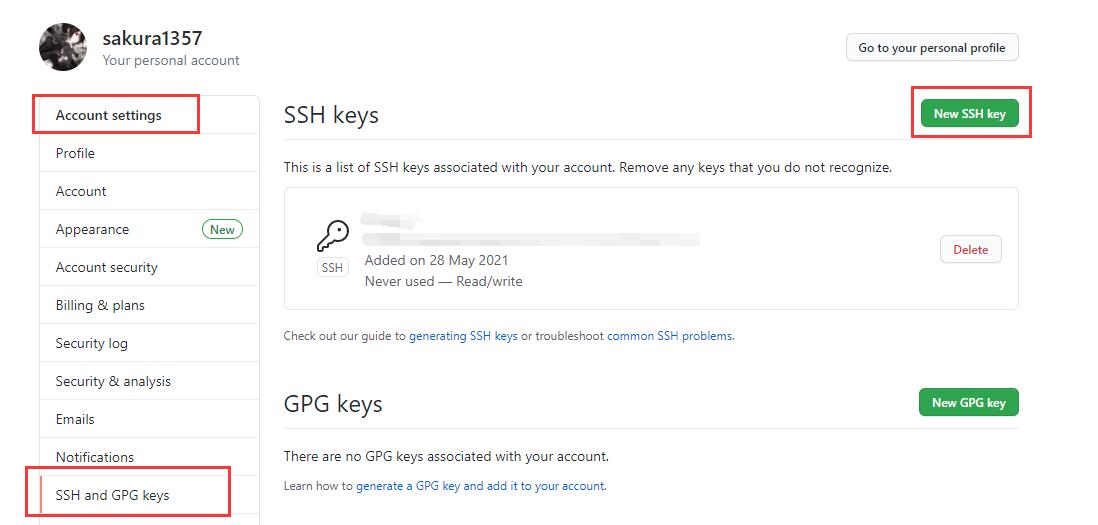 sakura1357
Your personal account
Go to your personal profile
Account settings
Profile
Account
Appearance New
Account security
Billing & plans
Security log
Security & analysis
Emails
Notifications
SSH and GPG keys
SSH keys
New SSH key
This is a list of SSH keys associated with your account. Remove any keys that you do not recognize.
SSH
Added on 28 May 2021
Never used — Read/write
Delete
Check out our guide to generating SSH keys or troubleshoot common SSH problems.
GPG keys
New GPG key
There are no GPG keys associated with your account.
Learn how to generate a GPG key and add it to your account.